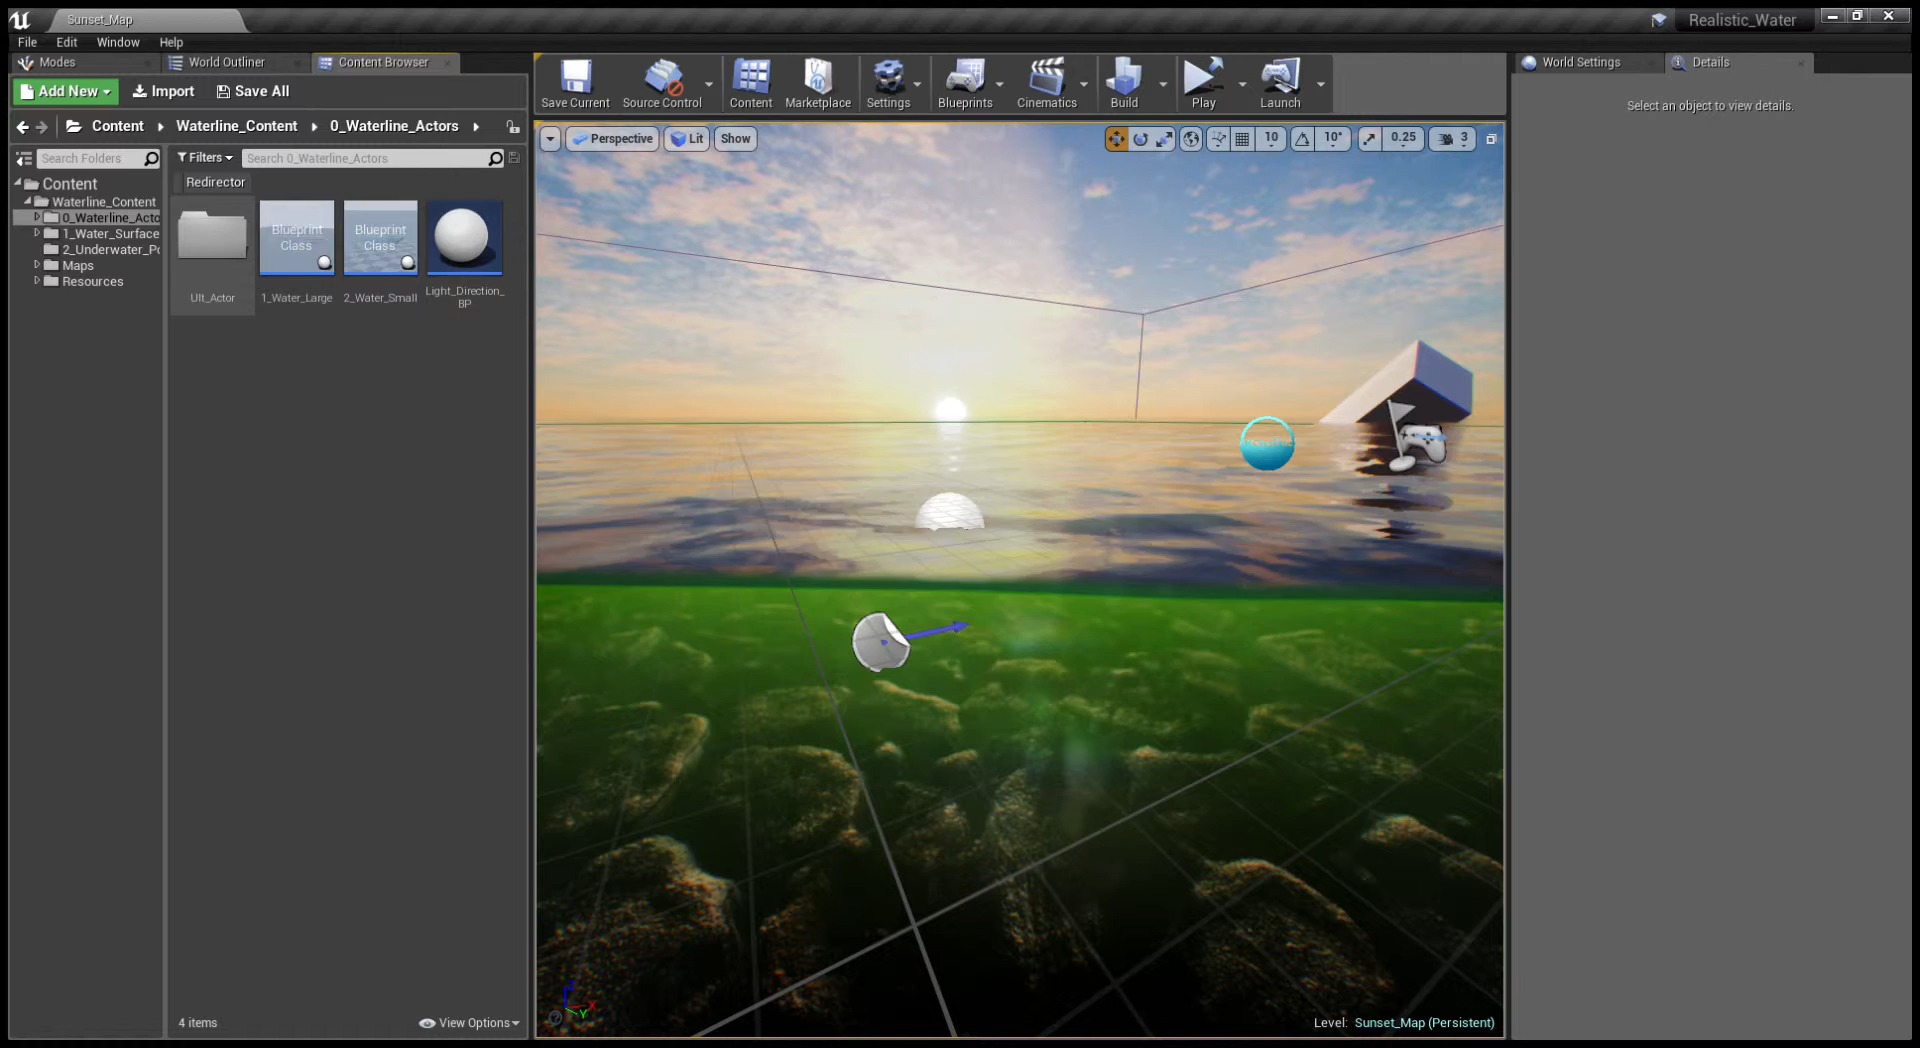 Sunset_Map
Realistic_Water
File Edit Window Help
Modes
World Outliner
Content Browser
Add New Import Save All
Content Waterline_Content 0_Waterline_Actors
Search Folders
Filters
Search 0_Waterline_Actors
Redirector
Content
Waterline_Content
0_Waterline_Acto
1_Water_Surface
2_Underwater_Po
Maps
Resources
Blueprint
Class
Blueprint
Class
Ult_Actor
1_Water_Large
2_Water_Small
Light_Direction_
BP
4 items
View Options
Save Current
Source Control
Content
Marketplace
Settings
Blueprints
Cinematics
Build
Play
Launch
Perspective
Lit
Show
10
10°
0.25
3
X
Y
Z
Level: Sunset_Map (Persistent)
World Settings
Details
Select an object to view details.